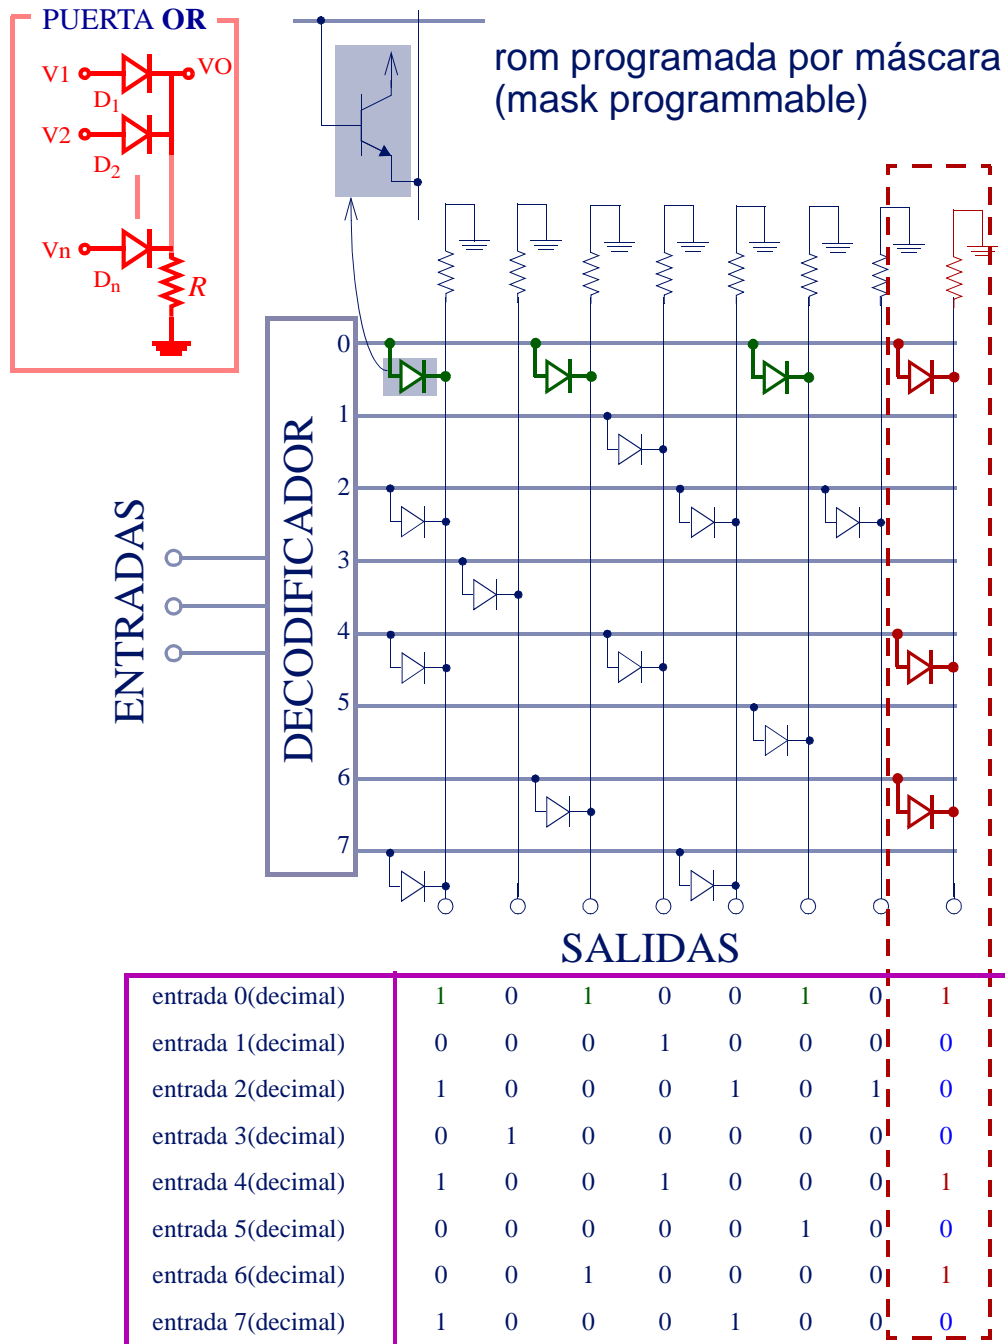 PUERTA OR
V1
VO
D1
V2
D2
Vn
Dn
R
rom programada por máscara
(mask programmable)
ENTRADAS
DECODIFICADOR
0
1
2
3
4
5
6
7
SALIDAS
entrada 0(decimal) 1 0 1 0 0 1 0 1
entrada 1(decimal) 0 0 0 1 0 0 0 0
entrada 2(decimal) 1 0 0 0 1 0 1 0
entrada 3(decimal) 0 1 0 0 0 0 0 0
entrada 4(decimal) 1 0 0 1 0 0 0 1
entrada 5(decimal) 0 0 0 0 0 1 0 0
entrada 6(decimal) 0 0 1 0 0 0 0 1
entrada 7(decimal) 1 0 0 0 1 0 0 0